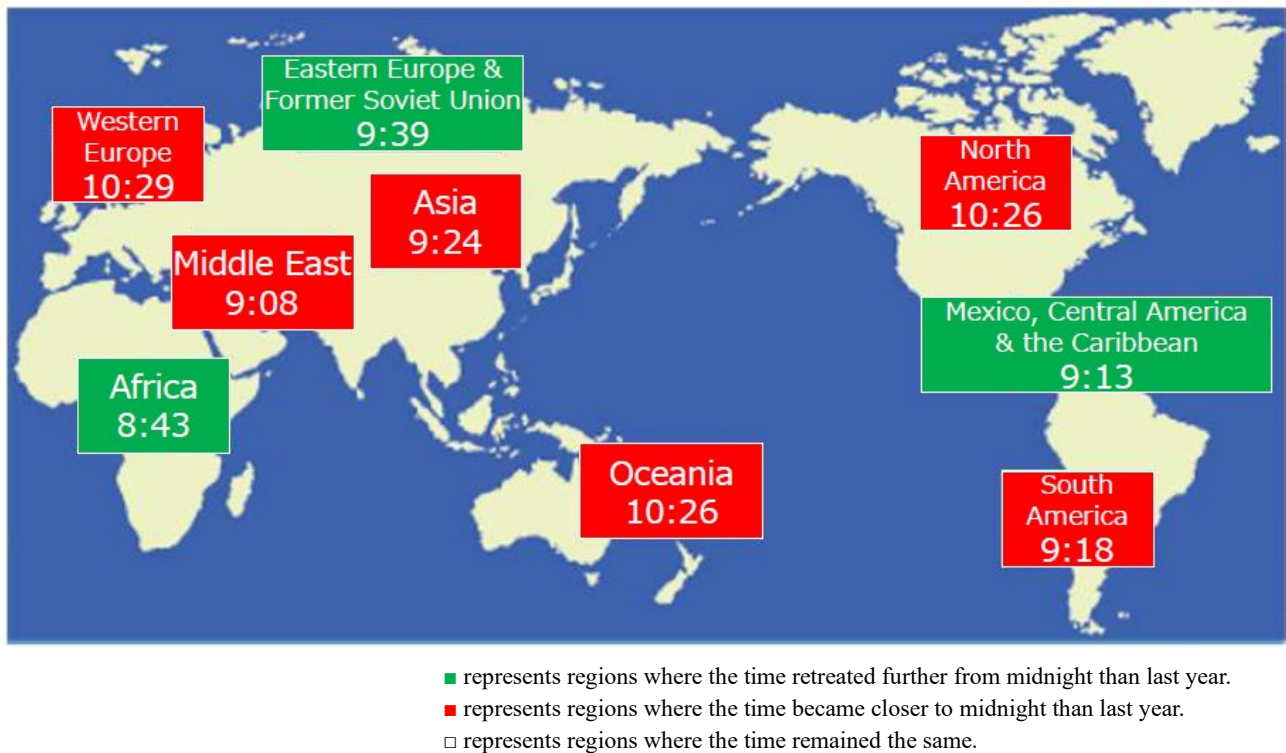 Eastern Europe &
Former Soviet Union
9:39
Western
Europe
10:29
North
America
10:26
Asia
9:24
Middle East
9:08
Mexico, Central America
& the Caribbean
9:13
Africa
8:43
Oceania
10:26
South
America
9:18
■ represents regions where the time retreated further from midnight than last year.
■ represents regions where the time became closer to midnight than last year.
□ represents regions where the time remained the same.